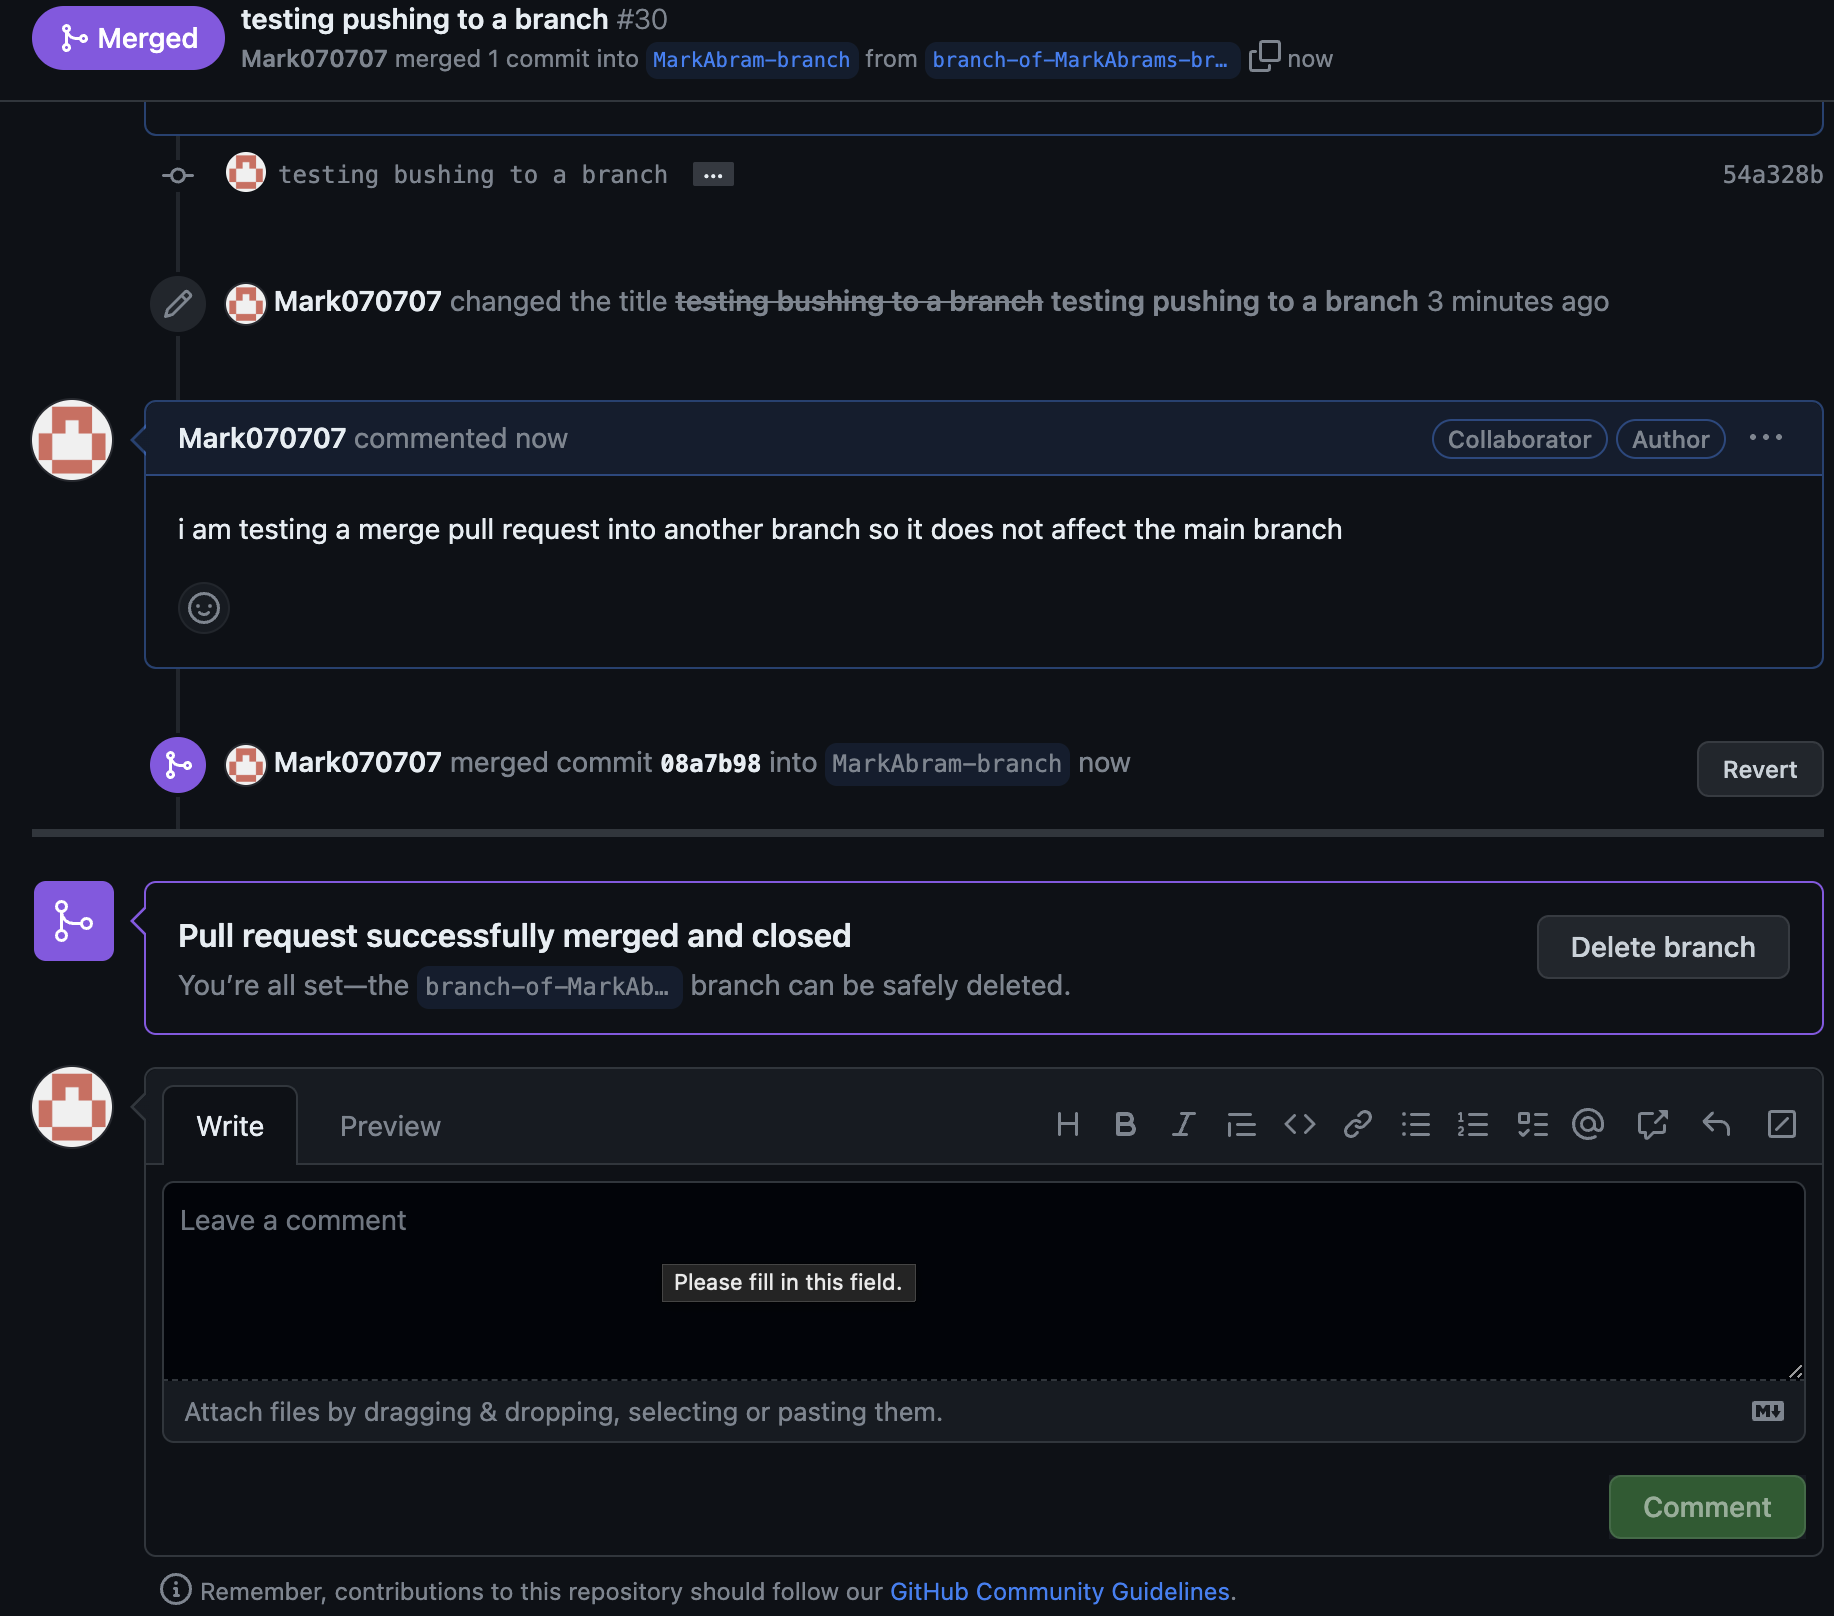 Merged
testing pushing to a branch #30
Mark070707 merged 1 commit into MarkAbram-branch from branch-of-MarkAbrams-br… now
testing bushing to a branch … 54a328b
Mark070707 changed the title testing bushing to a branch testing pushing to a branch 3 minutes ago
Mark070707 commented now Collaborator Author ···
i am testing a merge pull request into another branch so it does not affect the main branch
Mark070707 merged commit 08a7b98 into MarkAbram-branch now Revert
Pull request successfully merged and closed
Delete branch
You’re all set—the branch-of-MarkAb… branch can be safely deleted.
Write Preview
Leave a comment
Please fill in this field.
Attach files by dragging & dropping, selecting or pasting them.
Comment
Remember, contributions to this repository should follow our GitHub Community Guidelines.